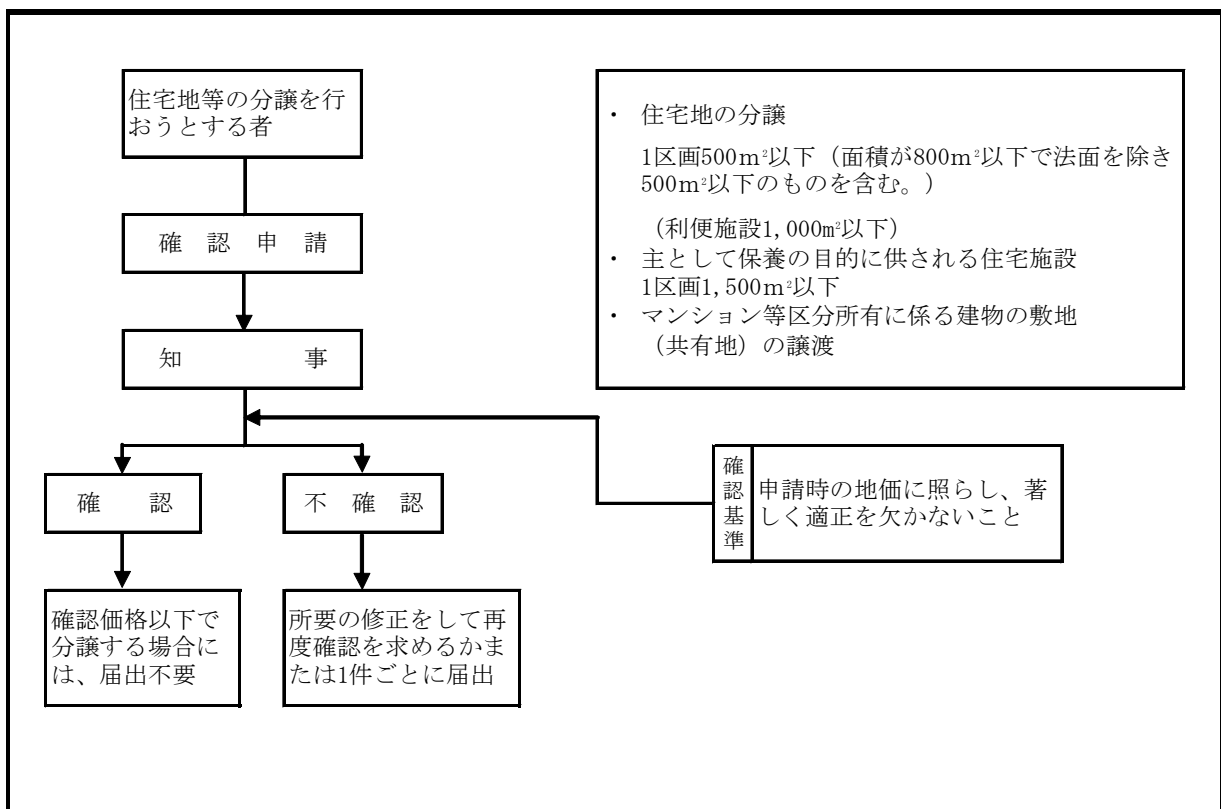 住宅地等の分譲を行
おうとする者
確認申請
知事
確認
不確認
確認価格以下で
分譲する場合に
は、届出不要
所要の修正をして再
度確認を求めるかま
たは1件ごとに届出
・ 住宅地の分譲
1区画500m²以下（面積が800m²以下で法面を除き
500m²以下のものを含む。）
（利便施設1,000m²以下）
・ 主として保養の目的に供される住宅施設
1区画1,500m²以下
・ マンション等区分所有に係る建物の敷地
（共有地）の譲渡
確認基準
申請時の地価に照らし、著
しく適正を欠かないこと